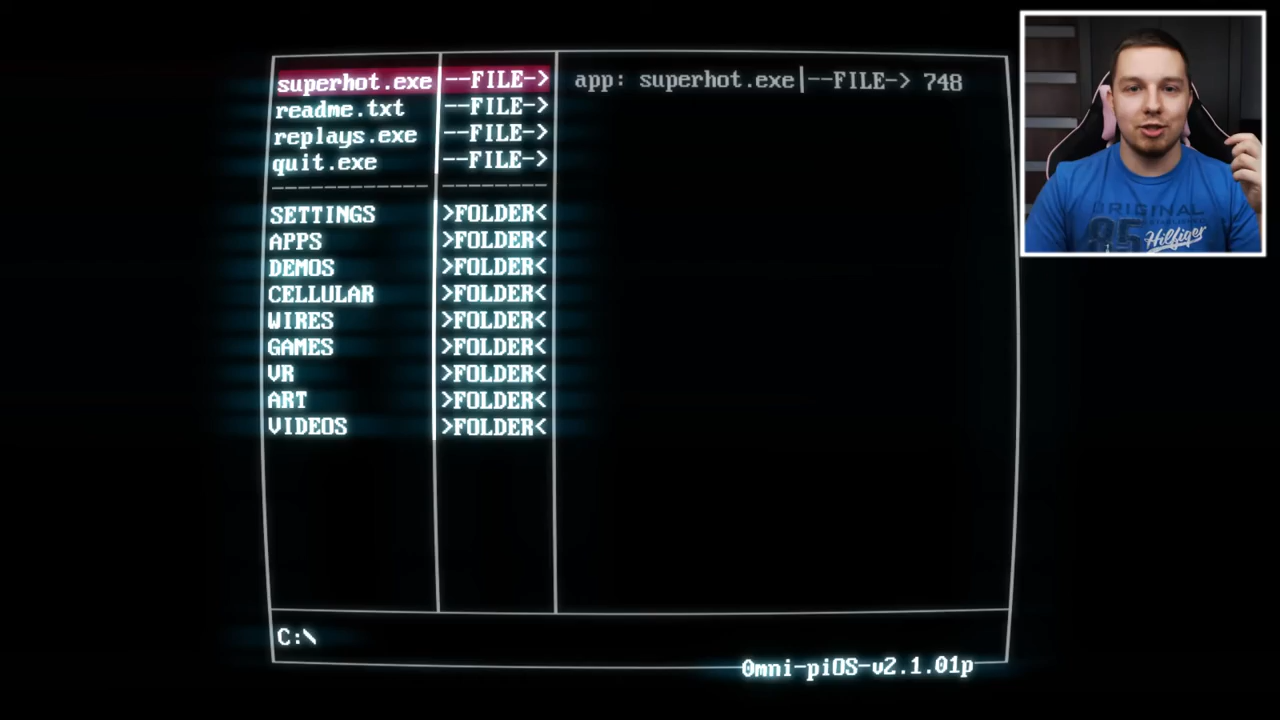 superhot.exe --FILE-> app: superhot.exe|--FILE-> 748
readme.txt --FILE->
replays.exe --FILE->
quit.exe --FILE->
------------- --------
SETTINGS >FOLDER<
APPS >FOLDER<
DEMOS >FOLDER<
CELLULAR >FOLDER<
WIRES >FOLDER<
GAMES >FOLDER<
VR >FOLDER<
ART >FOLDER<
VIDEOS >FOLDER<
C:\
0mni-piOS-v2.1.01p
ORIGINAL
85
Hilfiger